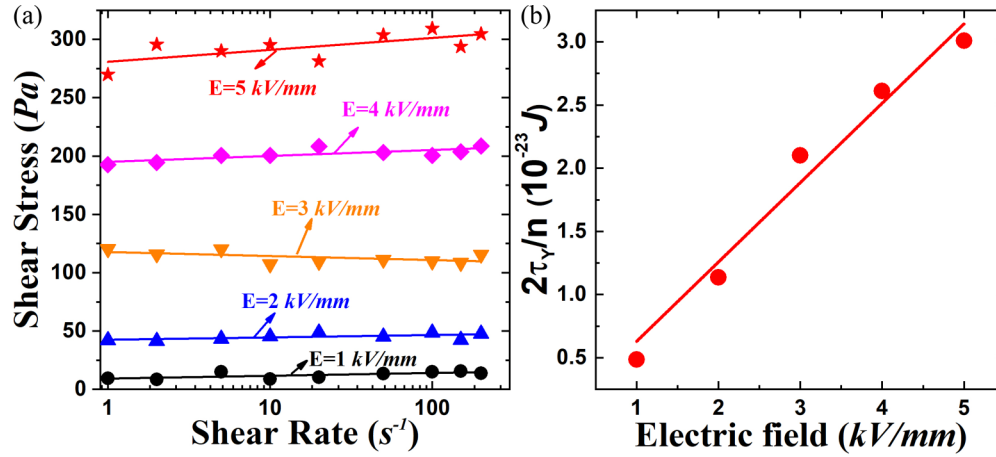 (a)
Shear Stress (Pa)
300
250
200
150
100
50
0
E=5 kV/mm
E=4 kV/mm
E=3 kV/mm
E=2 kV/mm
E=1 kV/mm
1
10
100
Shear Rate (s⁻¹)
(b)
2τᵧ/n (10⁻²³ J)
3.0
2.5
2.0
1.5
1.0
0.5
1
2
3
4
5
Electric field (kV/mm)